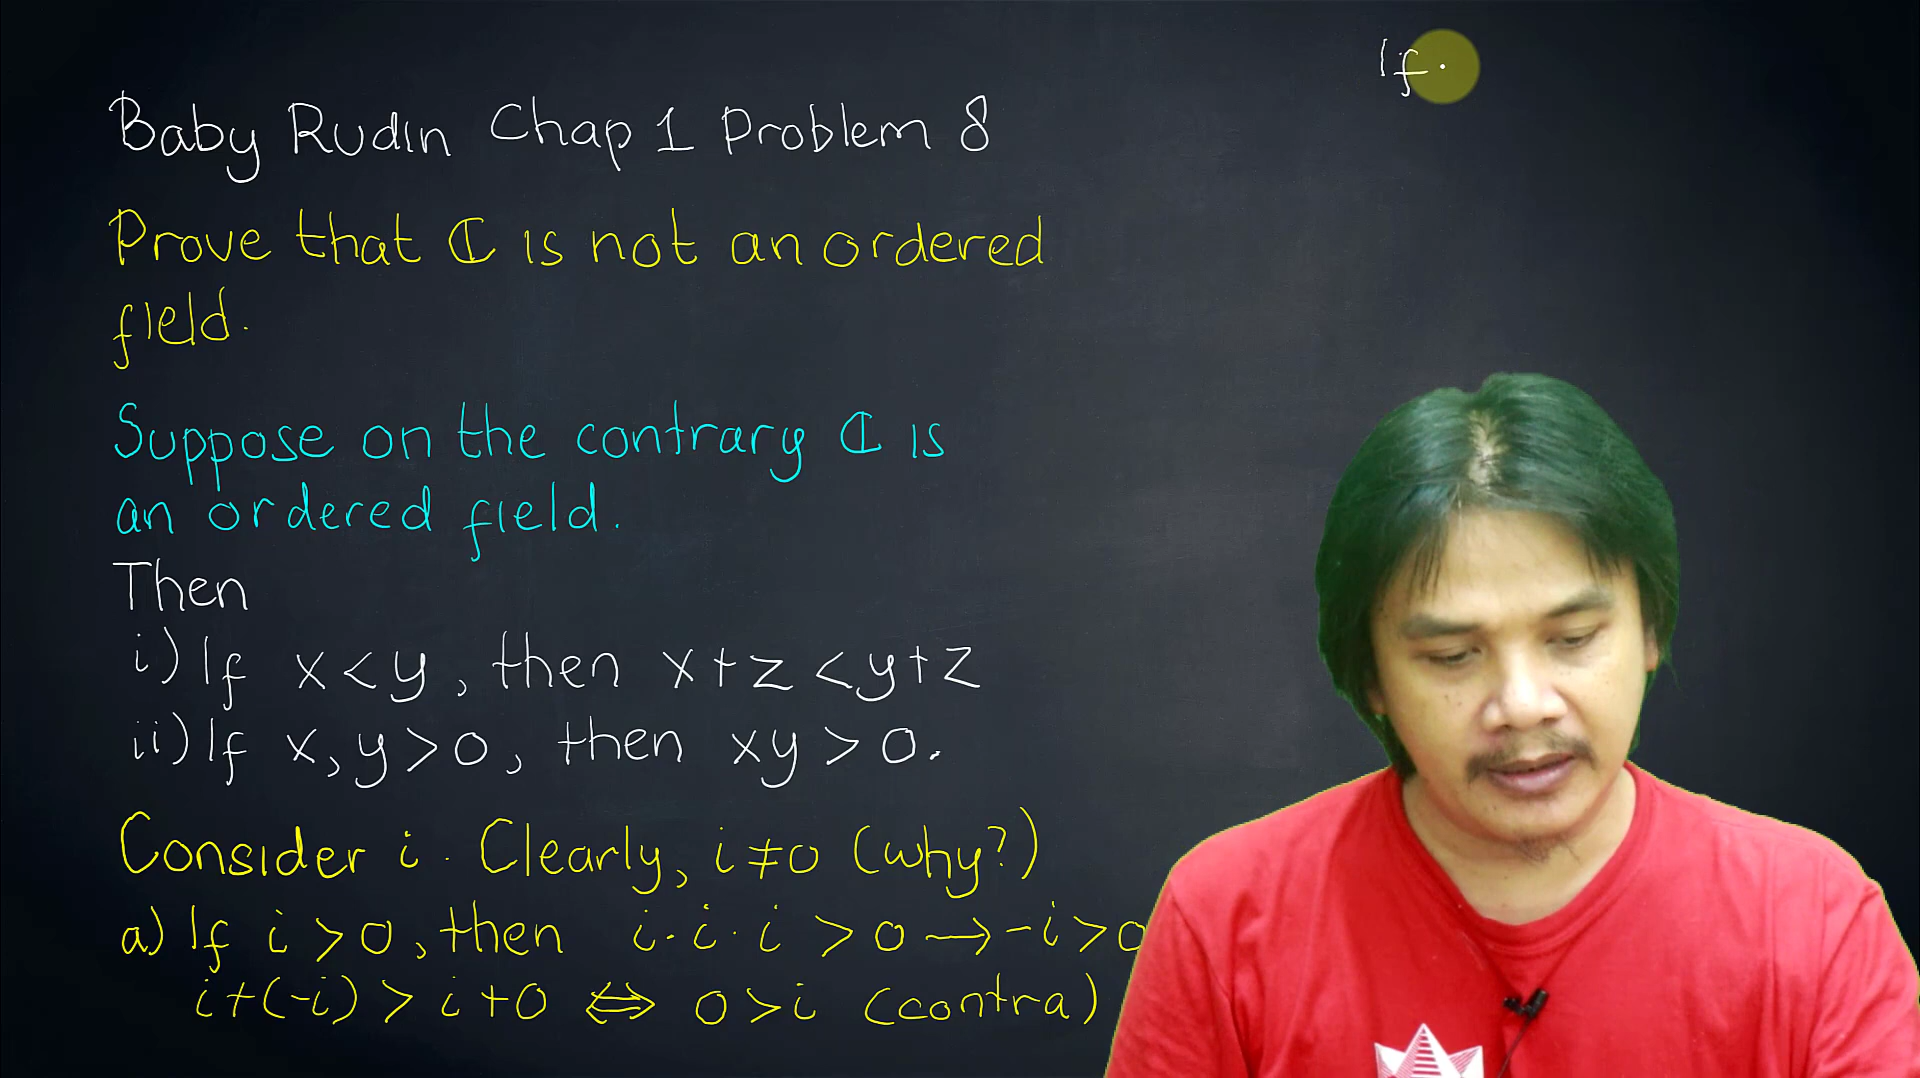 Baby Rudin Chap 1 Problem 8
Prove that ℂ is not an ordered
field.
Suppose on the contrary ℂ is
an ordered field.
Then
i) If x<y, then x+z<y+z
ii) If x,y>0, then xy>0.
Consider i. Clearly, i≠0 (why?)
a) If i>0, then i·i·i>0→-i>0
i+(-i)>i+0 ⇔ 0>i (contra)
If